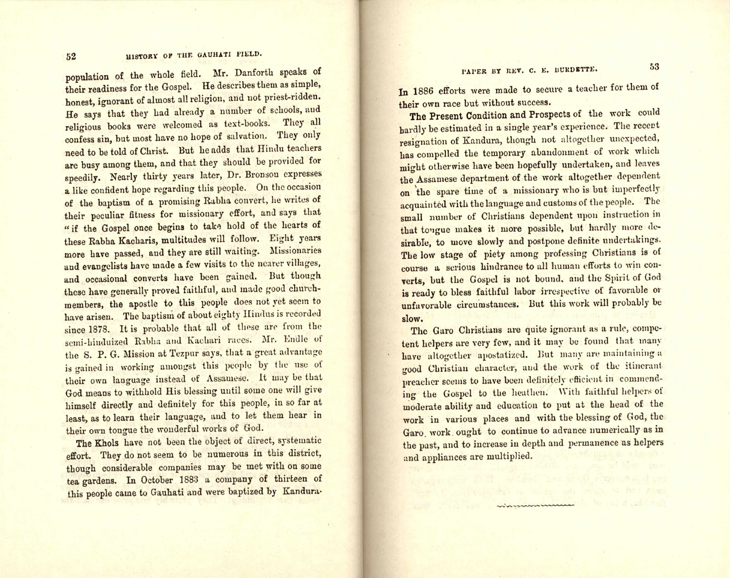 52 HISTORY OF THE GAUHATI FIELD.
population of the whole field. Mr. Danforth speaks of
their readiness for the Gospel. He describes them as simple,
honest, ignorant of almost all religion, and not priest-ridden.
He says that they had already a number of schools, and
religious books were welcomed as text-books. They all
confess sin, but most have no hope of salvation. They only
need to be told of Christ. But he adds that Hindu teachers
are busy among them, and that they should be provided for
speedily. Nearly thirty years later, Dr. Bronson expresses
a like confident hope regarding this people. On the occasion
of the baptism of a promising Rabha convert, he writes of
their peculiar fitness for missionary effort, and says that
"if the Gospel once begins to take hold of the hearts of
these Rabha Kacharis, multitudes will follow. Eight years
more have passed, and they are still waiting. Missionaries
and evangelists have made a few visits to the nearer villages,
and occasional converts have been gained. But though
these have generally proved faithful, and made good church-
members, the apostle to this people does not yet seem to
have arisen. The baptism of about eighty Hindus is recorded
since 1878. It is probable that all of these are from the
semi-hinduized Rabha and Kachari races. Mr. Endle of
the S. P. G. Mission at Tezpur says, that a great advantage
is gained in working amongst this people by the use of
their own language instead of Assamese. It may be that
God means to withhold His blessing until some one will give
himself directly and definitely for this people, in so far at
least, as to learn their language, and to let them hear in
their own tongue the wonderful works of God.
The Khols have not been the object of direct, systematic
effort. They do not seem to be numerous in this district,
though considerable companies may be met with on some
tea gardens. In October 1883 a company of thirteen of
this people came to Gauhati and were baptized by Kandura.
PAPER BY REV. C. E. BURDETTE. 53
In 1886 efforts were made to secure a teacher for them of
their own race but without success.
The Present Condition and Prospects of the work could
hardly be estimated in a single year's experience. The recent
resignation of Kandura, though not altogether unexpected,
has compelled the temporary abandonment of work which
might otherwise have been hopefully undertaken, and leaves
the Assamese department of the work altogether dependent
on the spare time of a missionary who is but imperfectly
acquainted with the language and customs of the people. The
small number of Christians dependent upon instruction in
that tongue makes it more possible, but hardly more de-
sirable, to move slowly and postpone definite undertakings.
The low stage of piety among professing Christians is of
course a serious hindrance to all human efforts to win con-
verts, but the Gospel is not bound, and the Spirit of God
is ready to bless faithful labor irrespective of favorable or
unfavorable circumstances. But this work will probably be
slow.
The Garo Christians are quite ignorant as a rule, compe-
tent helpers are very few, and it may be found that many
have altogether apostatized. But many are maintaining a
good Christian character, and the work of the itinerant
preacher seems to have been definitely efficient in commend-
ing the Gospel to the heathen. With faithful helpers of
moderate ability and education to put at the head of the
work in various places and with the blessing of God, the
Garo work ought to continue to advance numerically as in
the past, and to increase in depth and permanence as helpers
and appliances are multiplied.